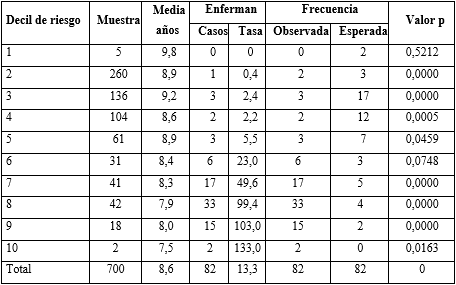 Decil de riesgo Muestra Media años Enferman Frecuencia Valor p
Casos Tasa Observada Esperada
1 5 9,8 0 0 0 2 0,5212
2 260 8,9 1 0,4 2 3 0,0000
3 136 9,2 3 2,4 3 17 0,0000
4 104 8,6 2 2,2 2 12 0,0005
5 61 8,9 3 5,5 3 7 0,0459
6 31 8,4 6 23,0 6 3 0,0748
7 41 8,3 17 49,6 17 5 0,0000
8 42 7,9 33 99,4 33 4 0,0000
9 18 8,0 15 103,0 15 2 0,0000
10 2 7,5 2 133,0 2 0 0,0163
Total 700 8,6 82 13,3 82 82 0